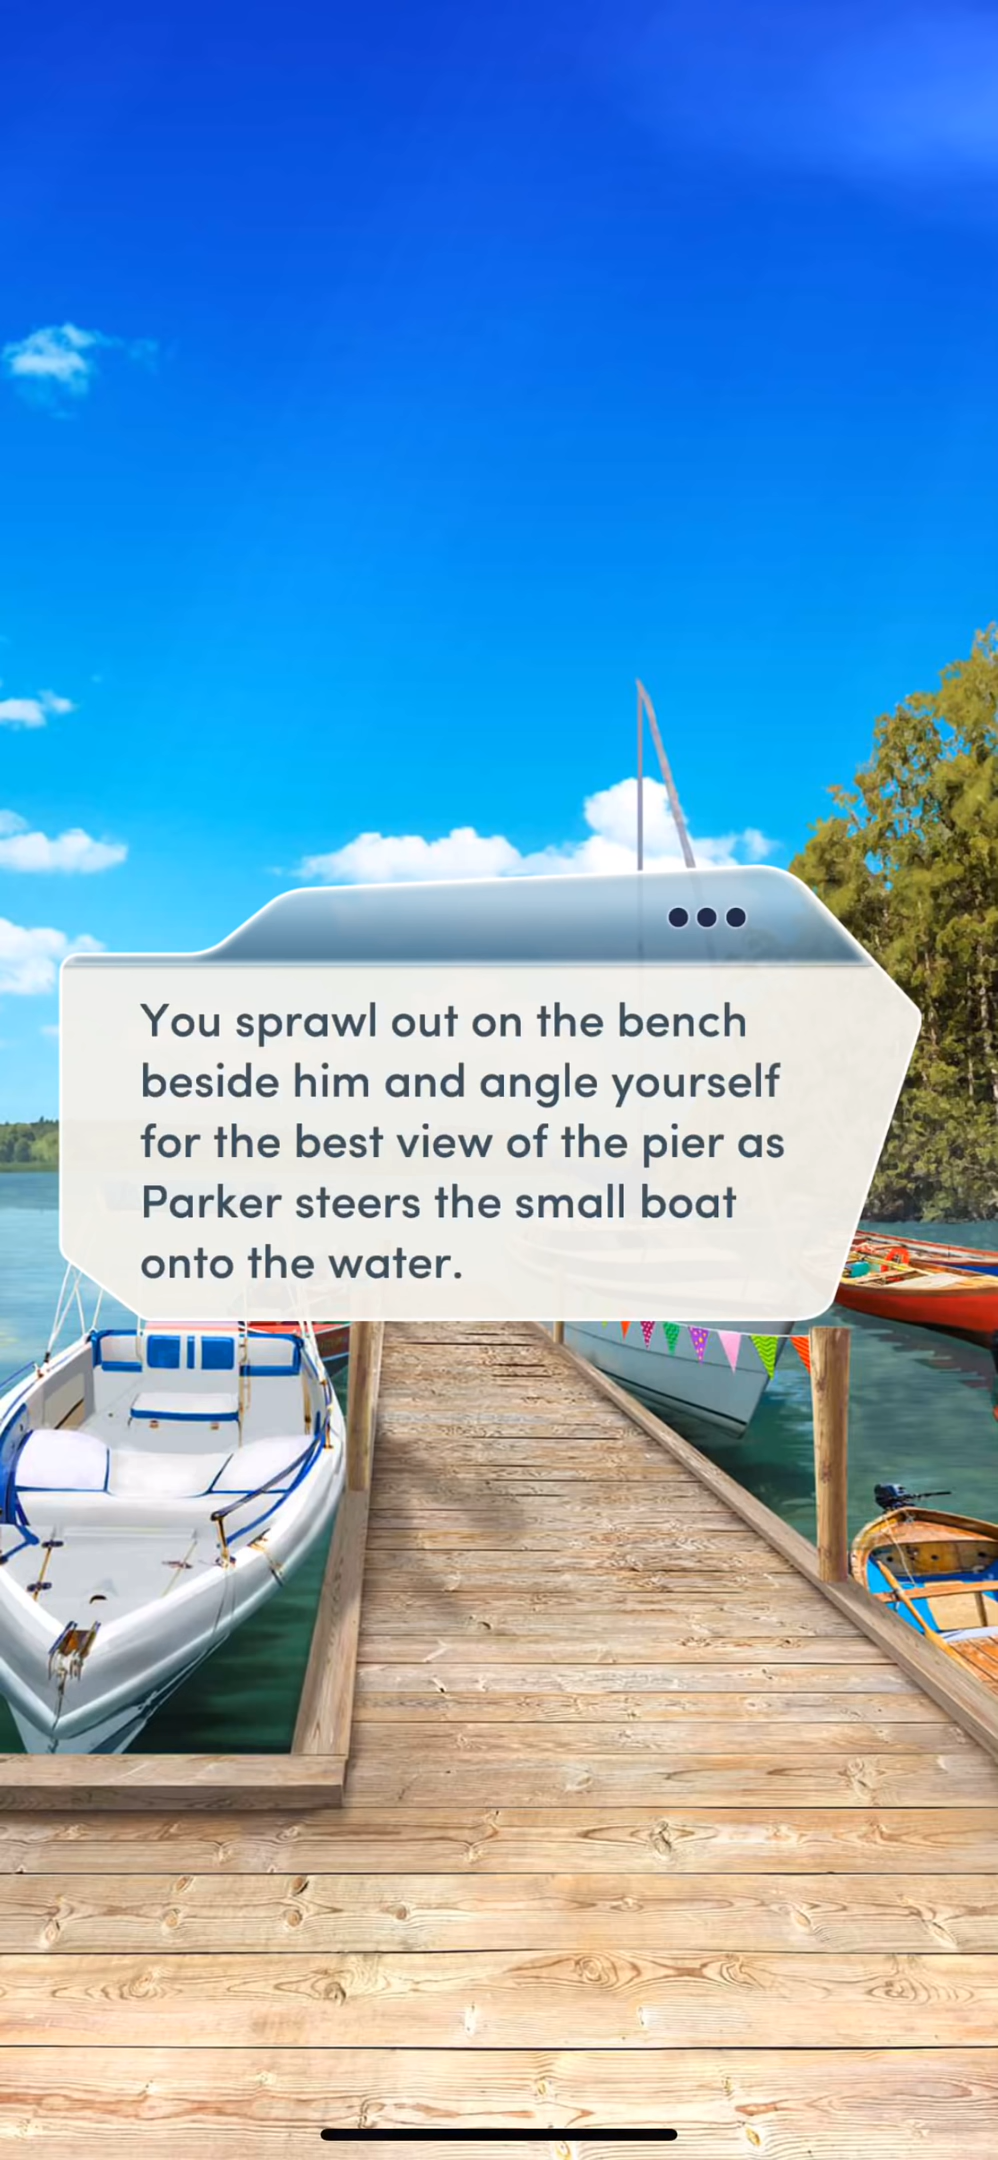 You sprawl out on the bench
beside him and angle yourself
for the best view of the pier as
Parker steers the small boat
onto the water.